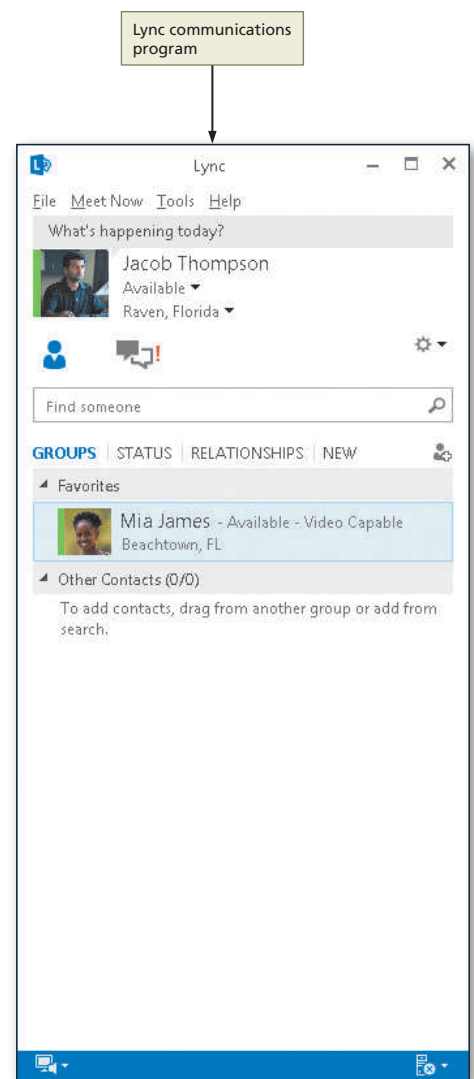 Lync communications
program
Lync
File Meet Now Tools Help
What's happening today?
Jacob Thompson
Available
Raven, Florida
!
Find someone
GROUPS STATUS RELATIONSHIPS NEW
Favorites
Mia James - Available - Video Capable
Beachtown, FL
Other Contacts (0/0)
To add contacts, drag from another group or add from
search.